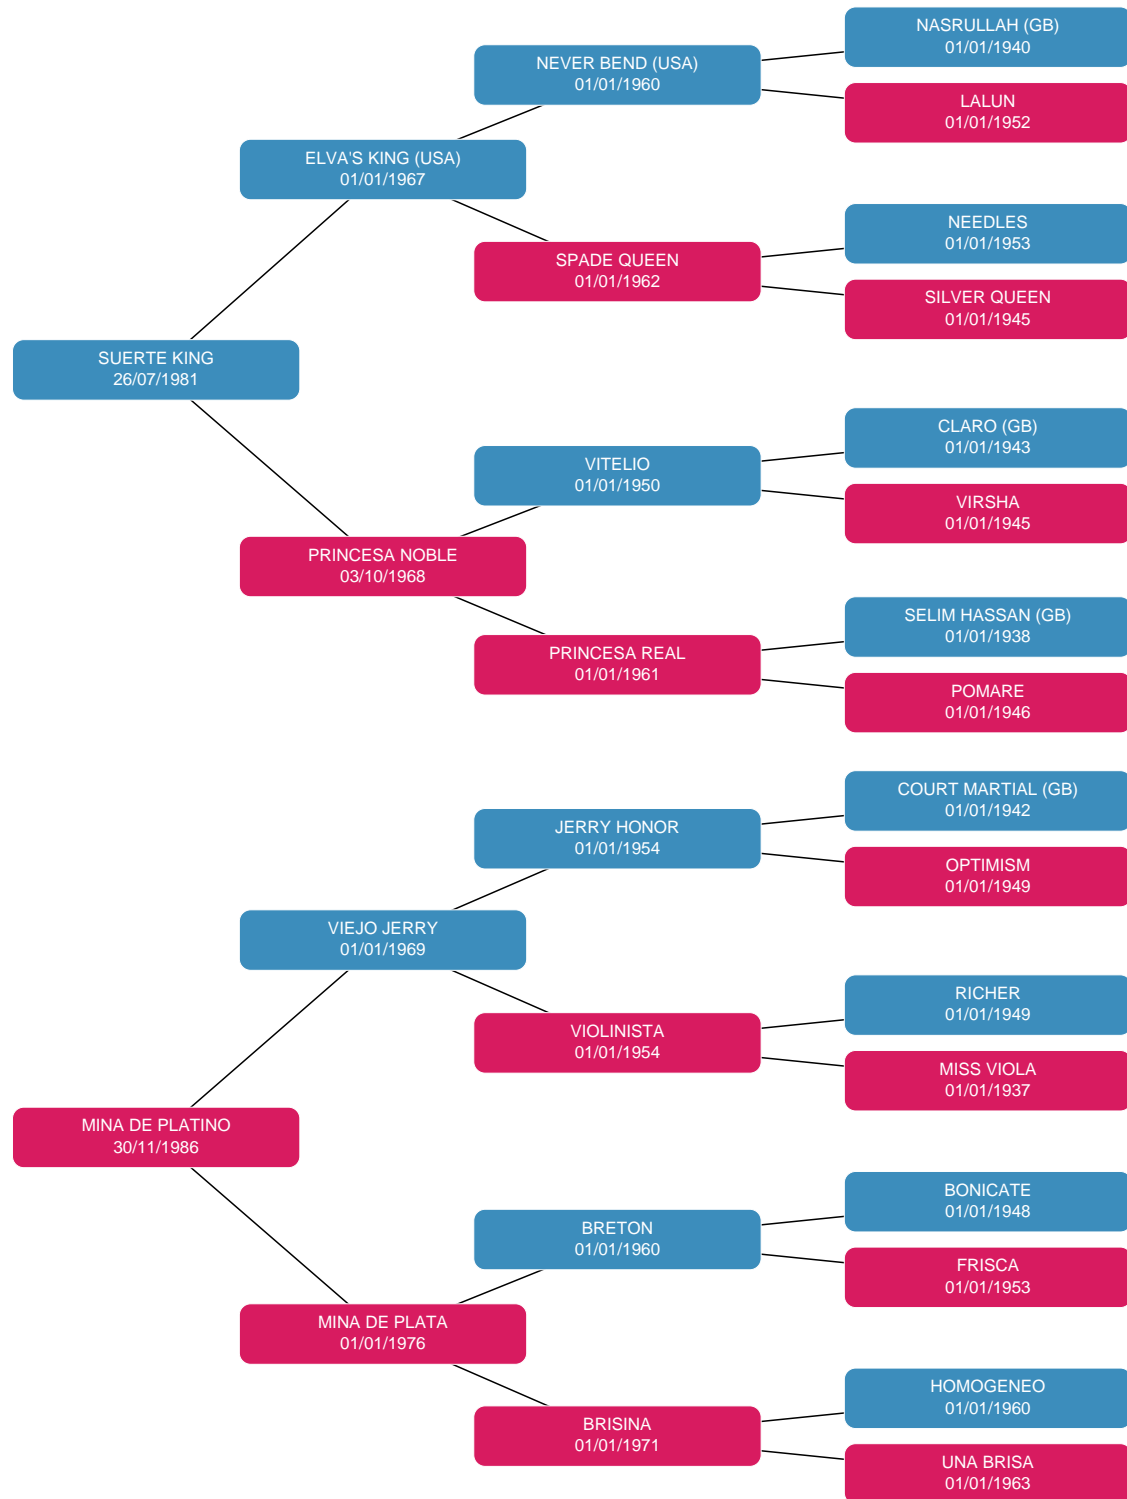 NASRULLAH (GB)
01/01/1940
NEVER BEND (USA)
01/01/1960
LALUN
01/01/1952
ELVA'S KING (USA)
01/01/1967
NEEDLES
01/01/1953
SPADE QUEEN
01/01/1962
SILVER QUEEN
01/01/1945
SUERTE KING
26/07/1981
CLARO (GB)
01/01/1943
VITELIO
01/01/1950
VIRSHA
01/01/1945
PRINCESA NOBLE
03/10/1968
SELIM HASSAN (GB)
01/01/1938
PRINCESA REAL
01/01/1961
POMARE
01/01/1946
COURT MARTIAL (GB)
01/01/1942
JERRY HONOR
01/01/1954
OPTIMISM
01/01/1949
VIEJO JERRY
01/01/1969
RICHER
01/01/1949
VIOLINISTA
01/01/1954
MISS VIOLA
01/01/1937
MINA DE PLATINO
30/11/1986
BONICATE
01/01/1948
BRETON
01/01/1960
FRISCA
01/01/1953
MINA DE PLATA
01/01/1976
HOMOGENEO
01/01/1960
BRISINA
01/01/1971
UNA BRISA
01/01/1963